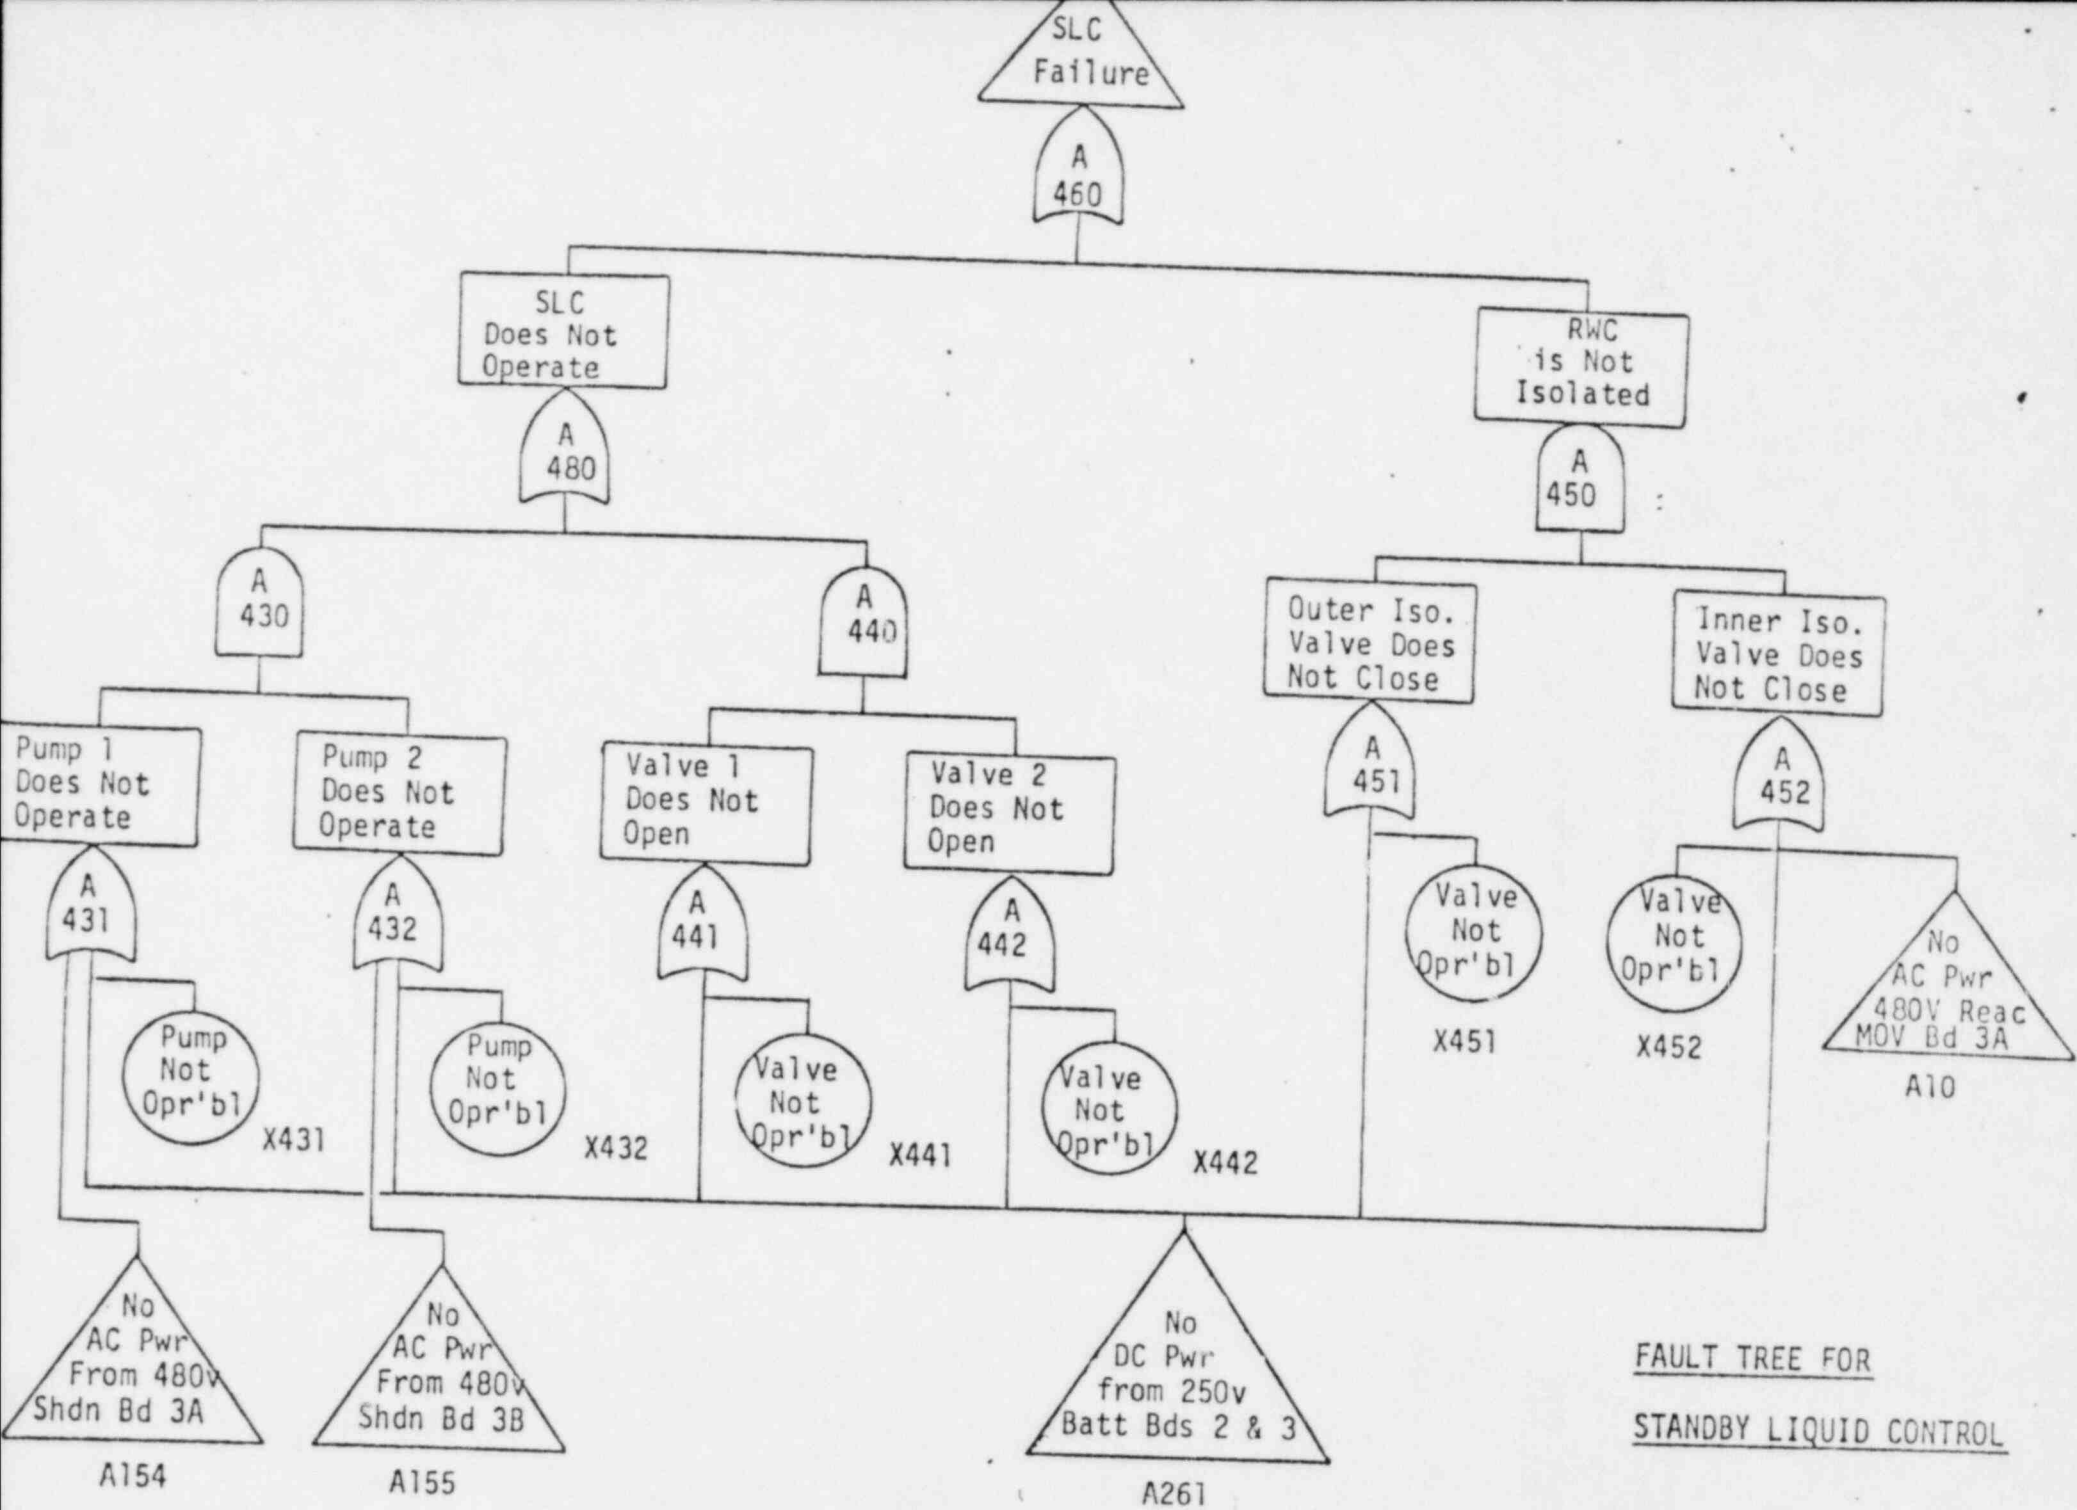 SLC
Failure
A
460
SLC
Does Not
Operate
RWC
is Not
Isolated
A
480
A
450
A
430
A
440
Outer Iso.
Valve Does
Not Close
Inner Iso.
Valve Does
Not Close
Pump 1
Does Not
Operate
Pump 2
Does Not
Operate
Valve 1
Does Not
Open
Valve 2
Does Not
Open
A
451
A
452
A
431
A
432
A
441
A
442
Valve
Not
Opr'bl
X451
Valve
Not
Opr'bl
X452
No
AC Pwr
480V Reac
MOV Bd 3A
A10
Pump
Not
Opr'bl
X431
Pump
Not
Opr'bl
X432
Valve
Not
Opr'bl
X441
Valve
Not
Opr'bl
X442
No
AC Pwr
From 480v
Shdn Bd 3A
A154
No
AC Pwr
From 480v
Shdn Bd 3B
A155
No
DC Pwr
from 250v
Batt Bds 2 & 3
A261
FAULT TREE FOR
STANDBY LIQUID CONTROL